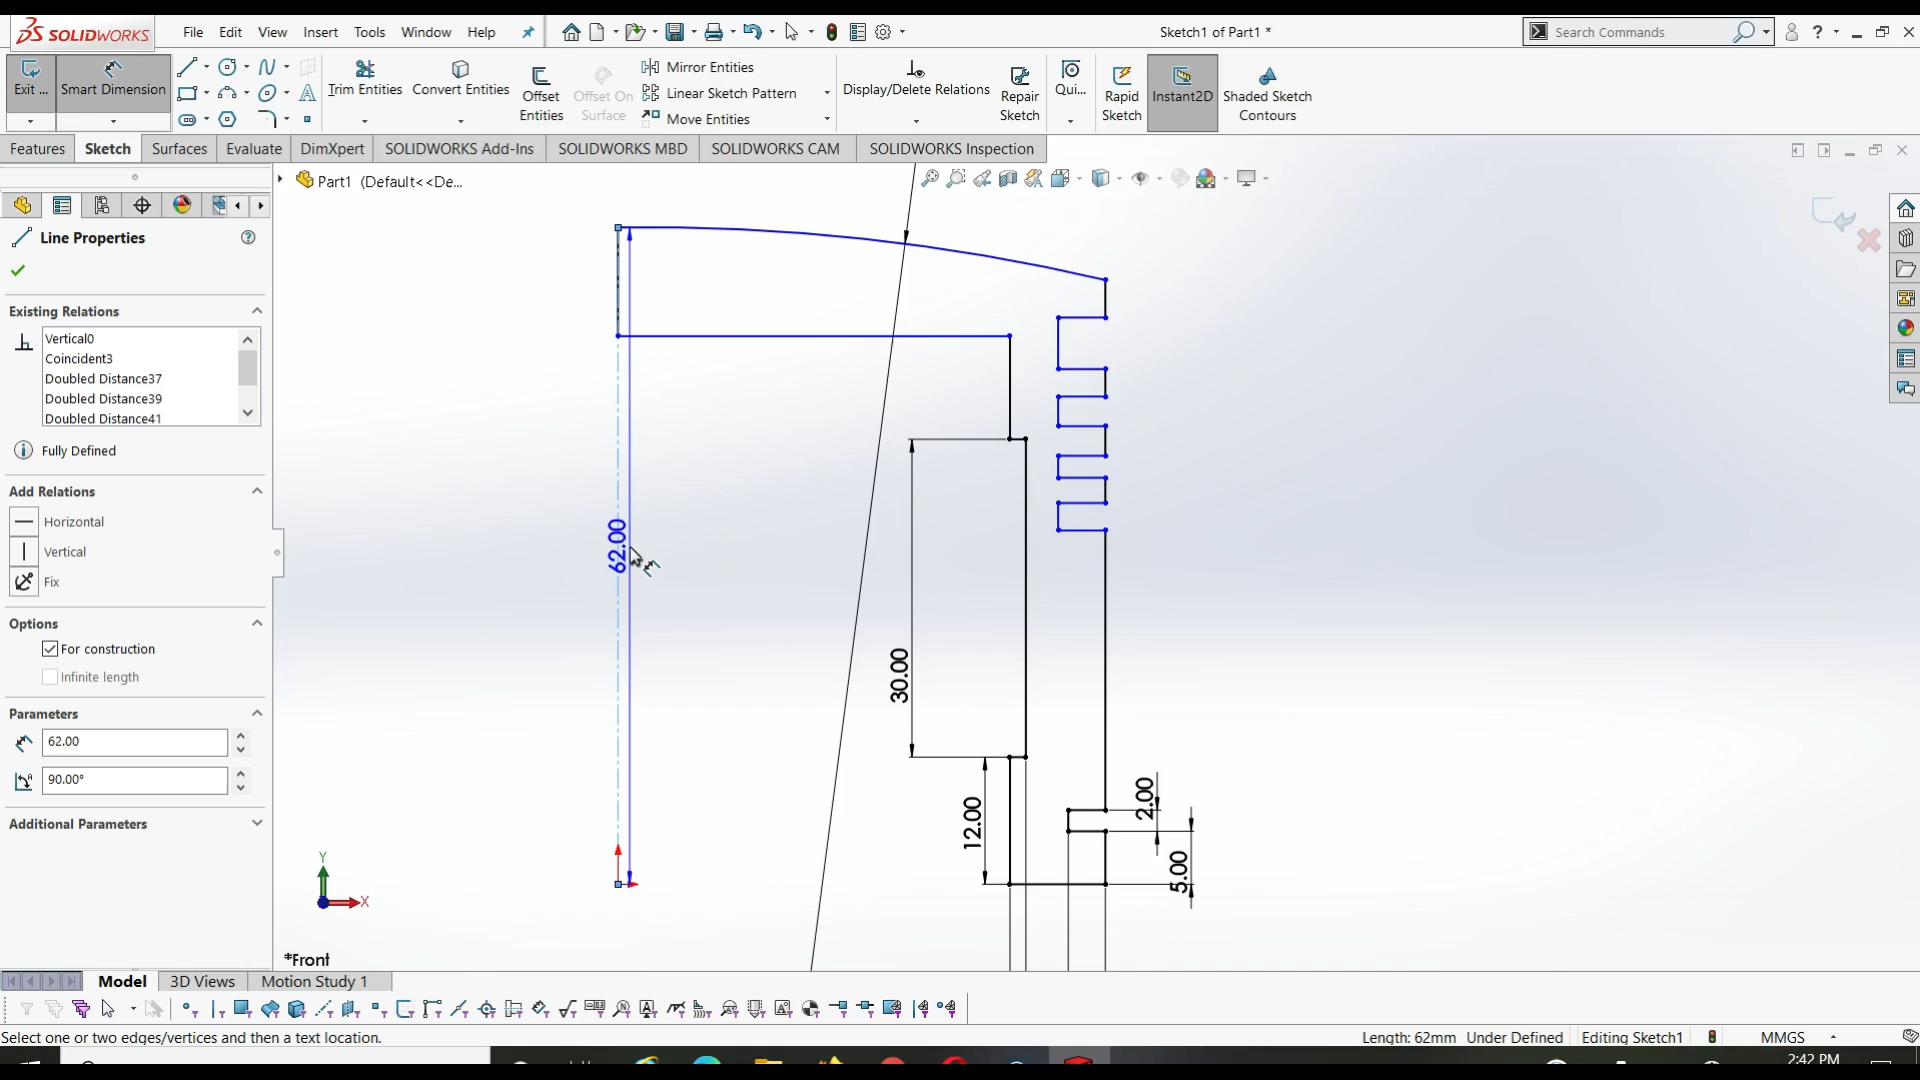 SOLIDWORKS
File Edit View Insert Tools Window Help
Sketch1 of Part1 *
Search Commands
Exit ...
Smart Dimension
Trim Entities
Convert Entities
Offset Entities
Offset On Surface
Mirror Entities
Linear Sketch Pattern
Move Entities
Display/Delete Relations
Repair Sketch
Qui...
Rapid Sketch
Instant2D
Shaded Sketch Contours
Features Sketch Surfaces Evaluate DimXpert SOLIDWORKS Add-Ins SOLIDWORKS MBD SOLIDWORKS CAM SOLIDWORKS Inspection
Part1 (Default<<De...
Line Properties
Existing Relations
Vertical0
Coincident3
Doubled Distance37
Doubled Distance39
Doubled Distance41
Fully Defined
Add Relations
Horizontal
Vertical
Fix
Options
For construction
Infinite length
Parameters
62.00
90.00°
Additional Parameters
62.00
30.00
12.00
2.00
5.00
Y
X
*Front
Model 3D Views Motion Study 1
Select one or two edges/vertices and then a text location.
Length: 62mm Under Defined Editing Sketch1 MMGS
2:42 PM